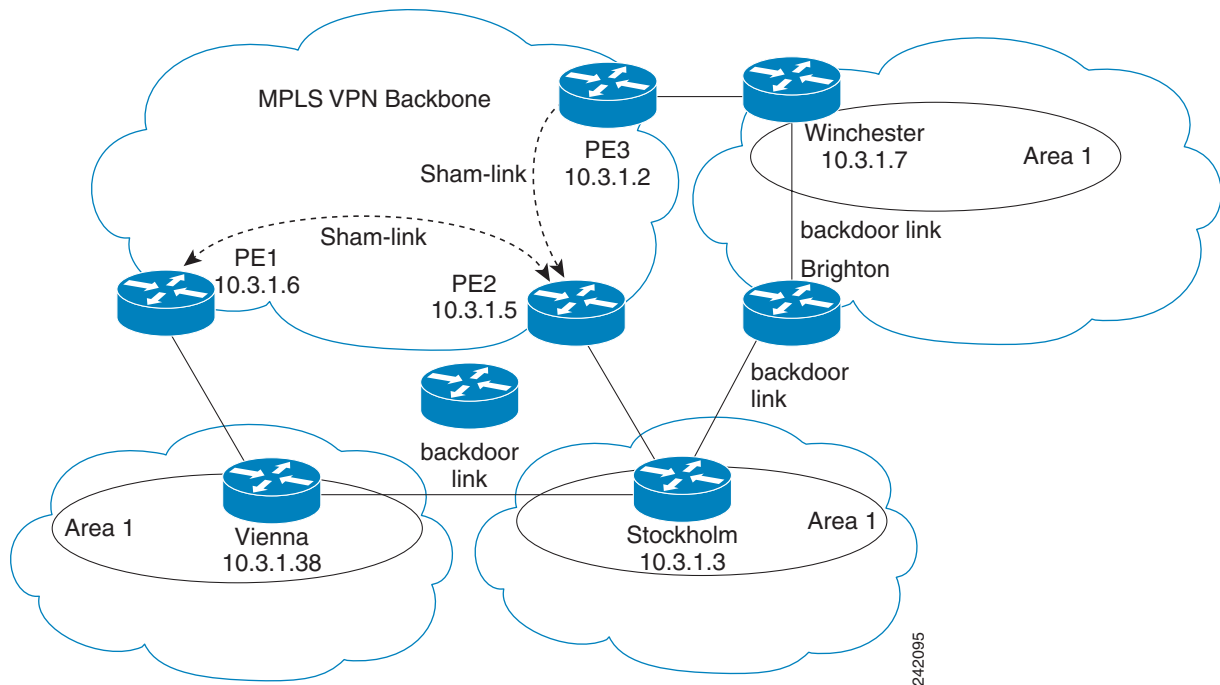 MPLS VPN Backbone
PE3
10.3.1.2
Winchester
10.3.1.7
Area 1
Sham-link
Sham-link
PE1
10.3.1.6
PE2
10.3.1.5
backdoor link
Brighton
backdoor
link
backdoor
link
Area 1
Vienna
10.3.1.38
Stockholm
10.3.1.3
Area 1
242095